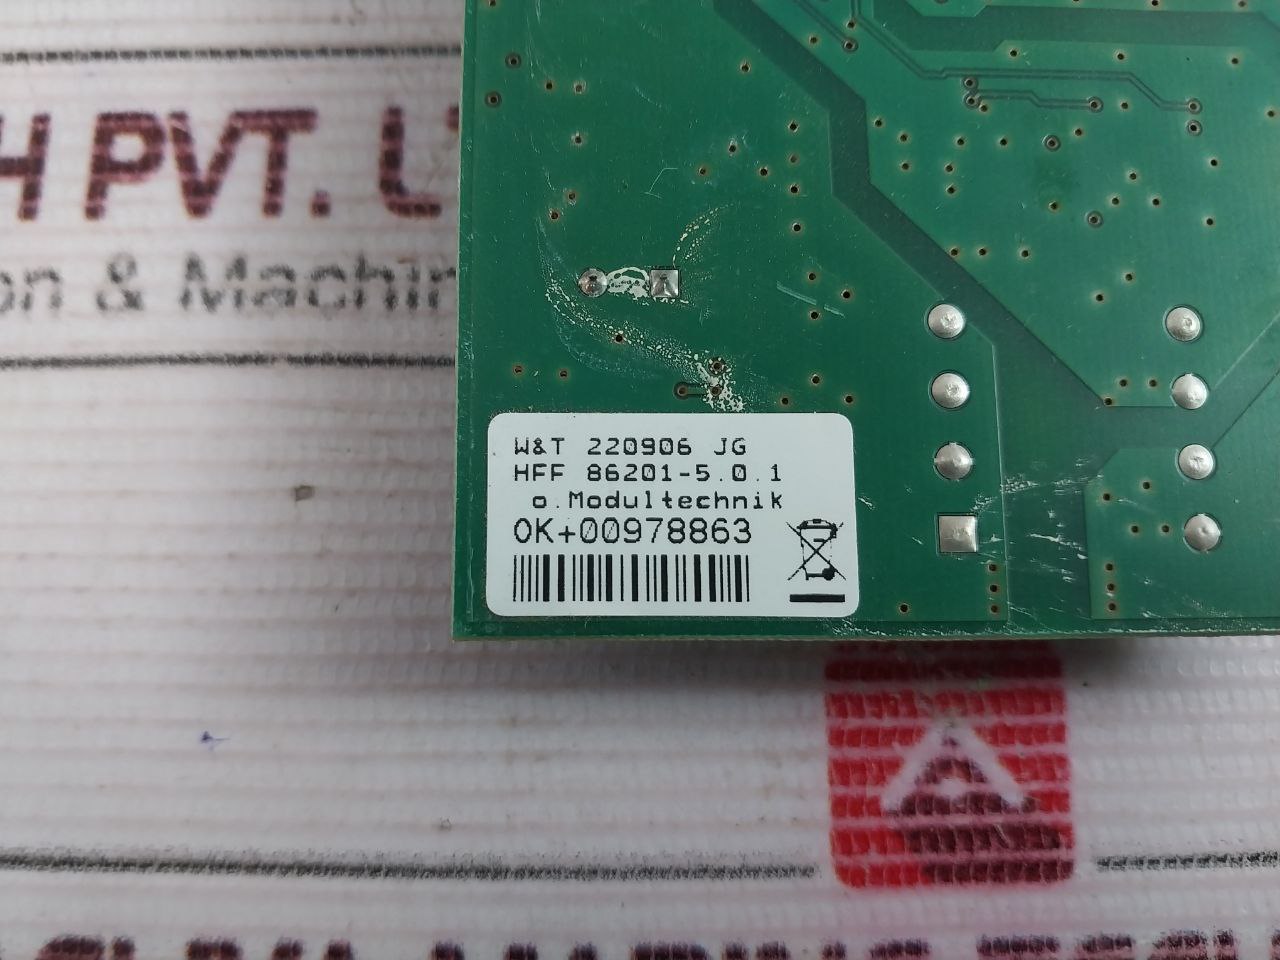 H PVT. L
on & Machin
W&T 220906 JG
HFF 86201-5.0.1
o.Modultechnik
OK+00978863